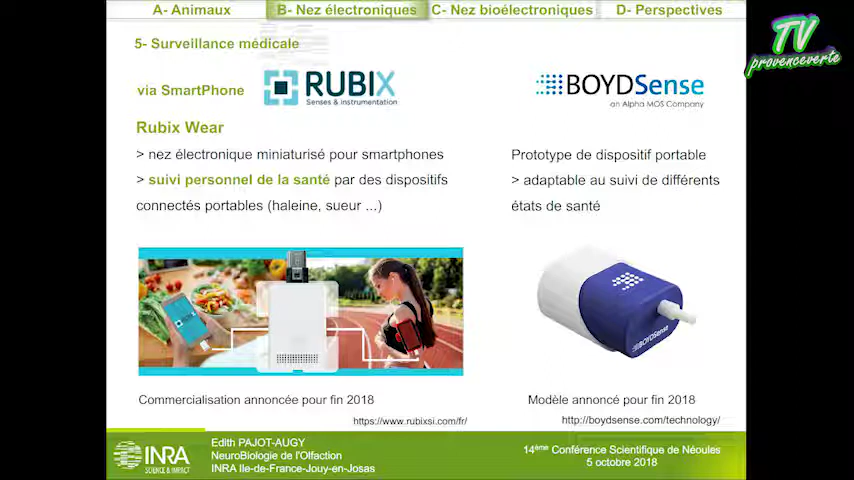 A- Animaux
B- Nez électroniques
C- Nez bioélectroniques
D- Perspectives
TV
provenceverte
5- Surveillance médicale
via SmartPhone
RUBIX
Senses & instrumentation
BOYDSense
an Alpha MOS Company
Rubix Wear
> nez électronique miniaturisé pour smartphones
> suivi personnel de la santé par des dispositifs
connectés portables (haleine, sueur ...)
Prototype de dispositif portable
> adaptable au suivi de différents
états de santé
BOYDSense
Commercialisation annoncée pour fin 2018
Modèle annoncé pour fin 2018
https://www.rubixsi.com/fr/
http://boydsense.com/technology/
INRA
SCIENCE & IMPACT
Edith PAJOT-AUGY
NeuroBiologie de l'Olfaction
INRA Ile-de-France-Jouy-en-Josas
14ème Conférence Scientifique de Néoules
5 octobre 2018